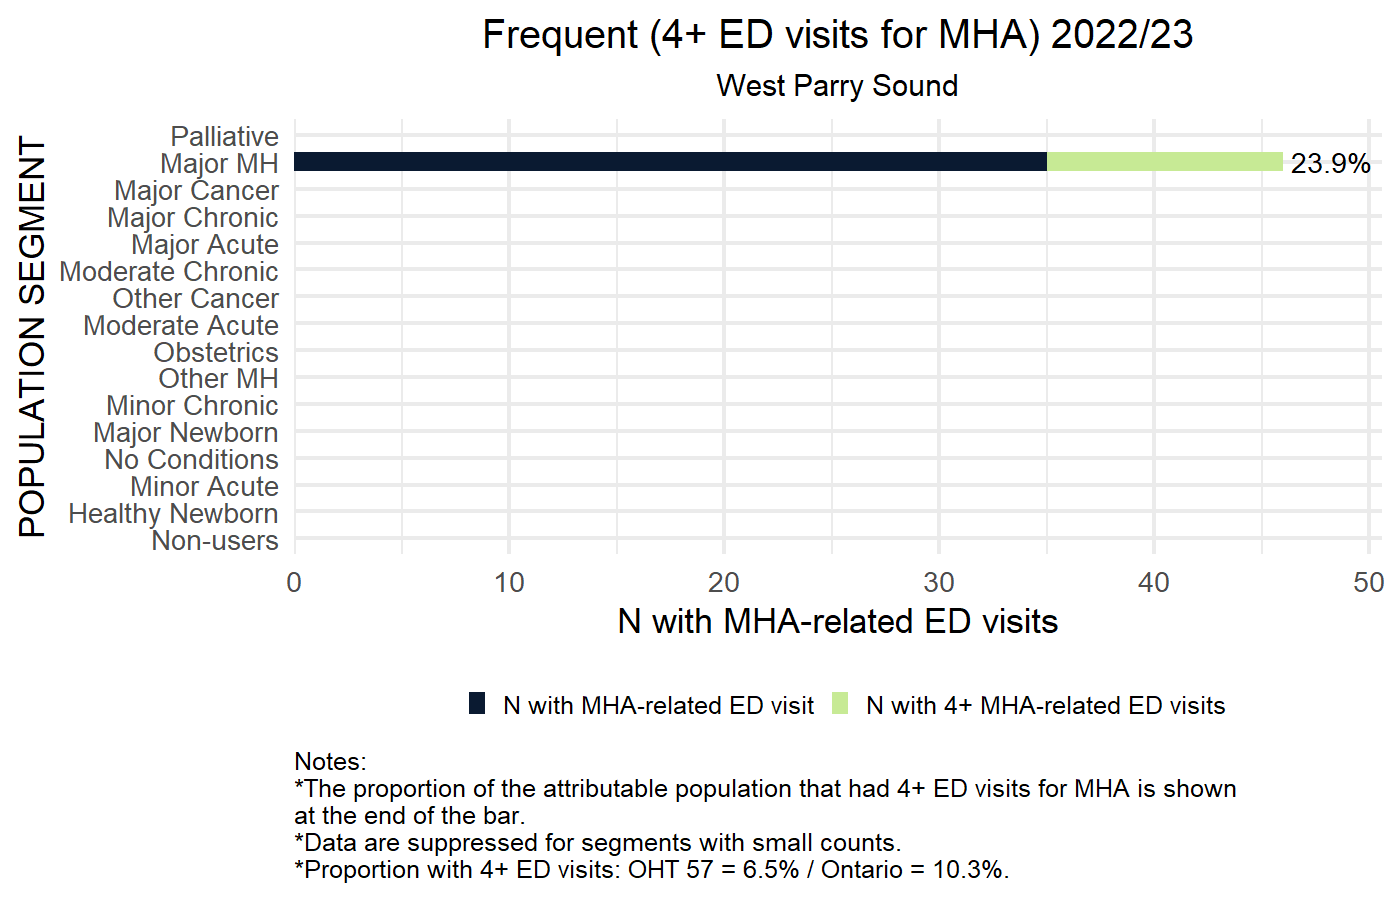 Frequent (4+ ED visits for MHA) 2022/23
West Parry Sound
POPULATION SEGMENT
Palliative
Major MH
23.9%
Major Cancer
Major Chronic
Major Acute
Moderate Chronic
Other Cancer
Moderate Acute
Obstetrics
Other MH
Minor Chronic
Major Newborn
No Conditions
Minor Acute
Healthy Newborn
Non-users
0 10 20 30 40 50
N with MHA-related ED visits
N with MHA-related ED visit N with 4+ MHA-related ED visits
Notes:
*The proportion of the attributable population that had 4+ ED visits for MHA is shown
at the end of the bar.
*Data are suppressed for segments with small counts.
*Proportion with 4+ ED visits: OHT 57 = 6.5% / Ontario = 10.3%.